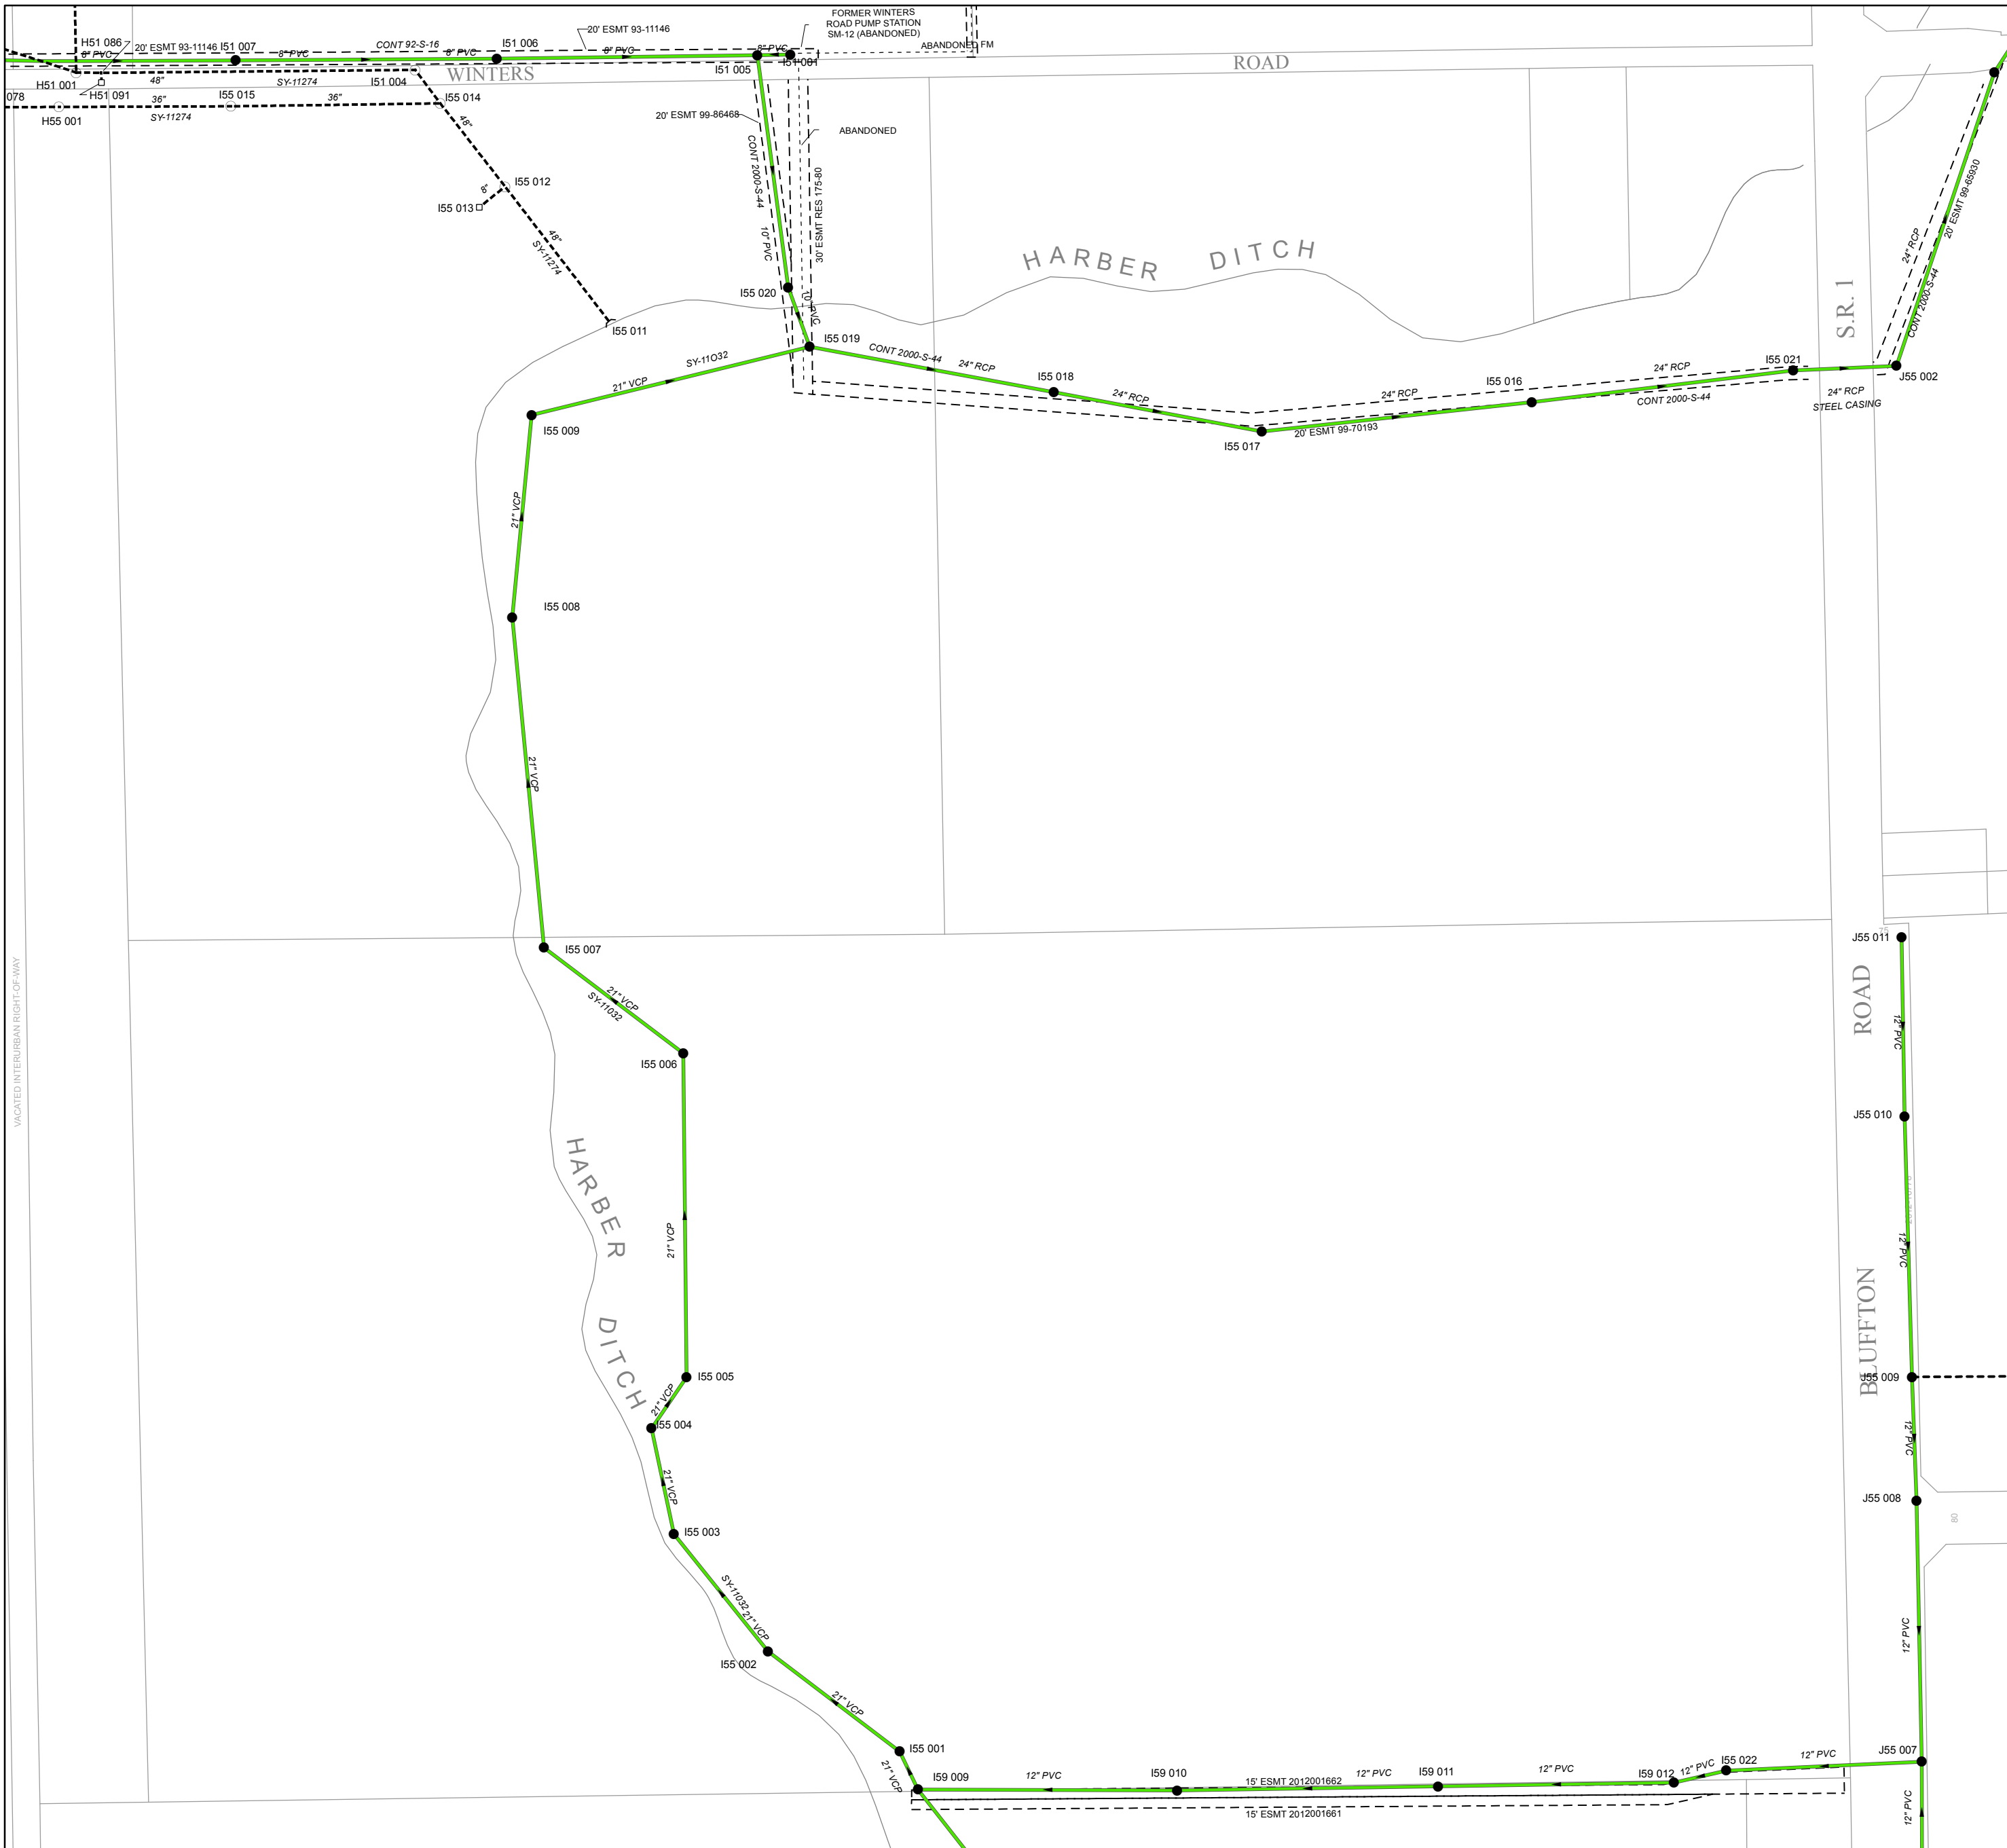 FORMER WINTERS
ROAD PUMP STATION
SM-12 (ABANDONED)
H51 086
20' ESMT 93-11146
I51 007
CONT 92-S-16
I51 006
20' ESMT 93-11146
ABANDONED FM
8" PVC
8" PVC
8" PVC
8" PVC
8" PVC
I51 005
I51 001
ROAD
WINTERS
H51 001
48"
SY-11274
I51 004
H51 091
078
36"
I55 015
36"
I55 014
H55 001
SY-11274
48"
20' ESMT 99-86468
ABANDONED
CONT 2000-S-44
30' ESMT RES 175-80
10" PVC
I55 012
8"
I55 013
48"
SY-11274
I55 011
I55 020
10" PVC
I55 019
HARBER DITCH
S.R. 1
24" RCP
20' ESMT 99-65930
CONT 2000-S-44
SY-11O32
21" VCP
CONT 2000-S-44
24" RCP
I55 018
24" RCP
24" RCP
I55 016
24" RCP
I55 021
J55 002
CONT 2000-S-44
24" RCP
STEEL CASING
I55 017
20' ESMT 99-70193
I55 009
21" VCP
I55 008
21" VCP
I55 007
21" VCP
SY-11032
I55 006
VACATED INTERURBAN RIGHT-OF-WAY
75
J55 011
ROAD
12" PVC
J55 010
HARBER DITCH
21" VCP
12" PVC
BLUFFTON
I55 005
J55 009
21" VCP
I55 004
12" PVC
21" VCP
J55 008
80
I55 003
SY-11032
21" VCP
12" PVC
I55 002
21" VCP
I55 001
21" VCP
I59 009
12" PVC
I59 010
15' ESMT 2012001662
12" PVC
I59 011
12" PVC
I59 012
12" PVC
I55 022
12" PVC
J55 007
15' ESMT 2012001661
12" PVC